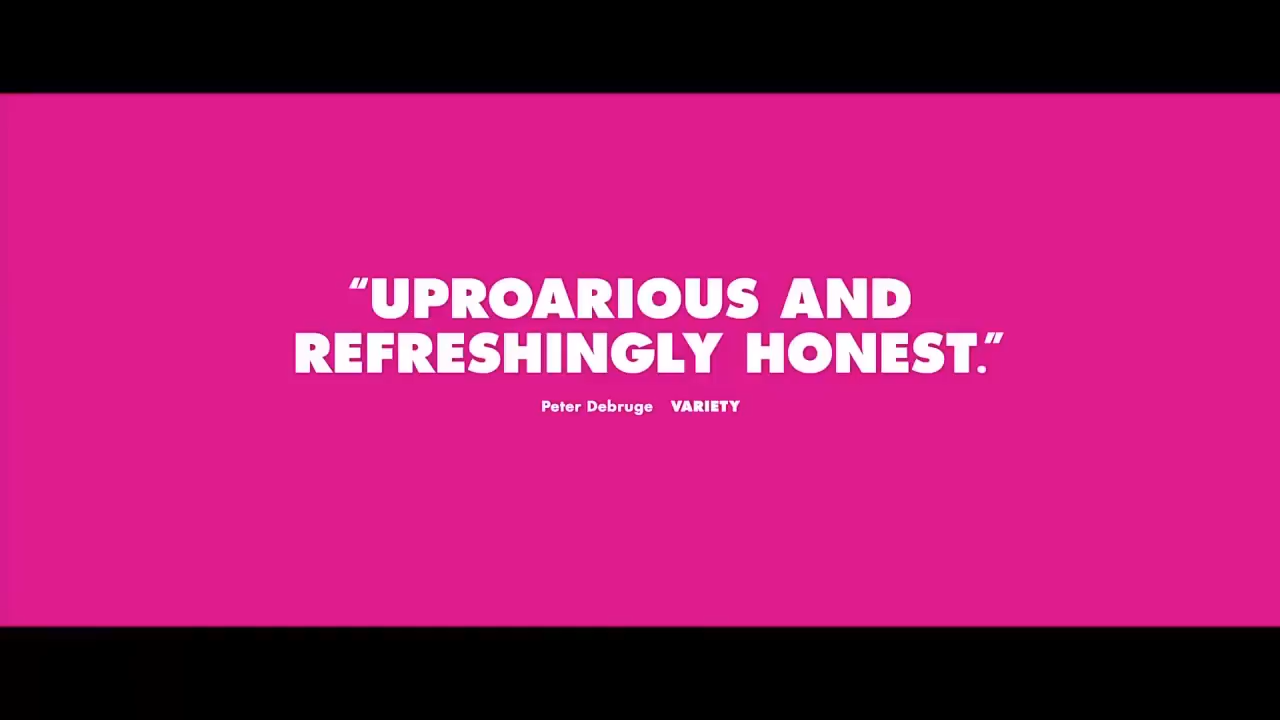 “UPROARIOUS AND
REFRESHINGLY HONEST.”
Peter Debruge VARIETY